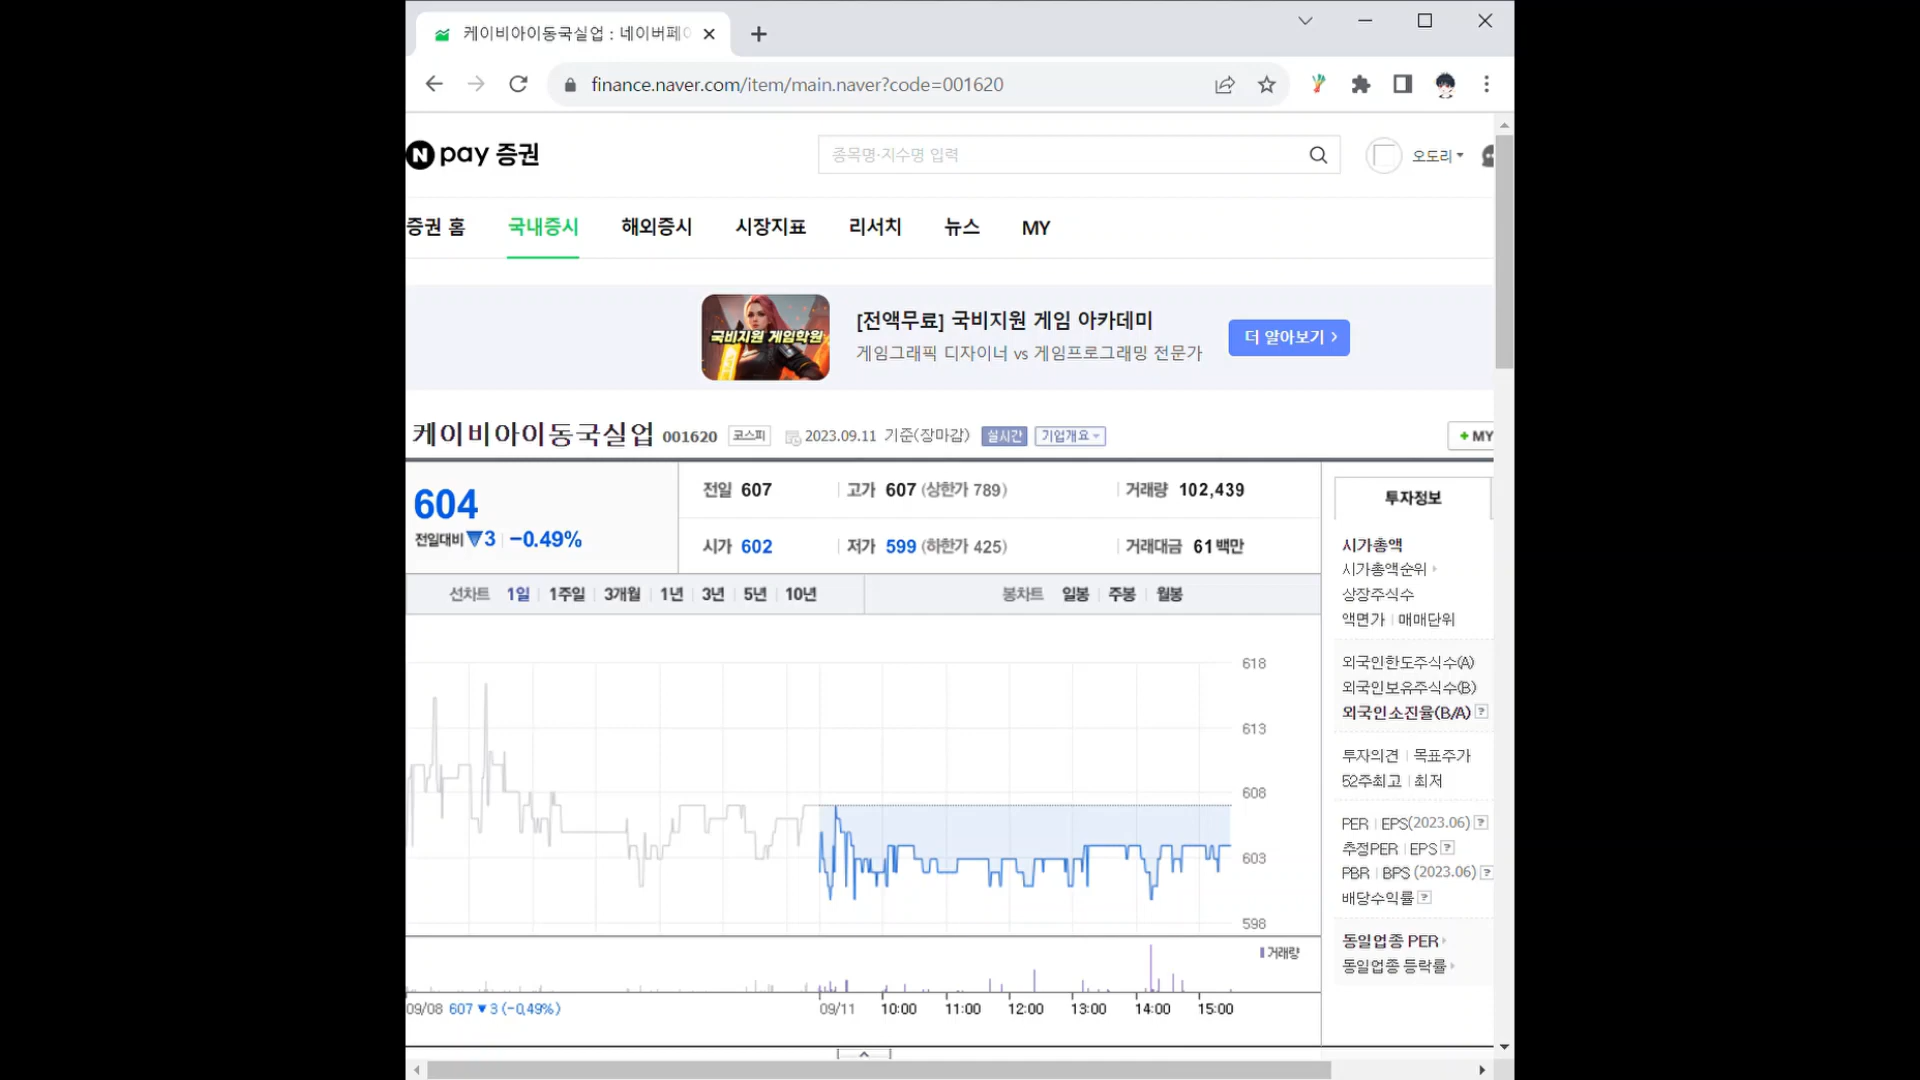 케이비아이동국실업 : 네이버페이
finance.naver.com/item/main.naver?code=001620
N pay 증권
종목명·지수명 입력
오도리
증권 홈 국내증시 해외증시 시장지표 리서치 뉴스 MY
국비지원 게임학원
[전액무료] 국비지원 게임 아카데미
게임그래픽 디자이너 vs 게임프로그래밍 전문가
더 알아보기
케이비아이동국실업 001620 코스피 2023.09.11 기준(장마감) 실시간 기업개요
+ MY
604
전일대비 ▼3 | -0.49%
전일 607 고가 607 (상한가 789) 거래량 102,439
시가 602 저가 599 (하한가 425) 거래대금 61백만
선차트 1일 1주일 3개월 1년 3년 5년 10년
봉차트 일봉 주봉 월봉
618
613
608
603
598
거래량
09/08 607 ▼ 3 (-0.49%)
09/11 10:00 11:00 12:00 13:00 14:00 15:00
투자정보
시가총액
시가총액순위
상장주식수
액면가 | 매매단위
외국인한도주식수(A)
외국인보유주식수(B)
외국인소진율(B/A) ?
투자의견 | 목표주가
52주최고 | 최저
PER | EPS(2023.06) ?
추정PER | EPS ?
PBR | BPS (2023.06) ?
배당수익률 ?
동일업종 PER
동일업종 등락률